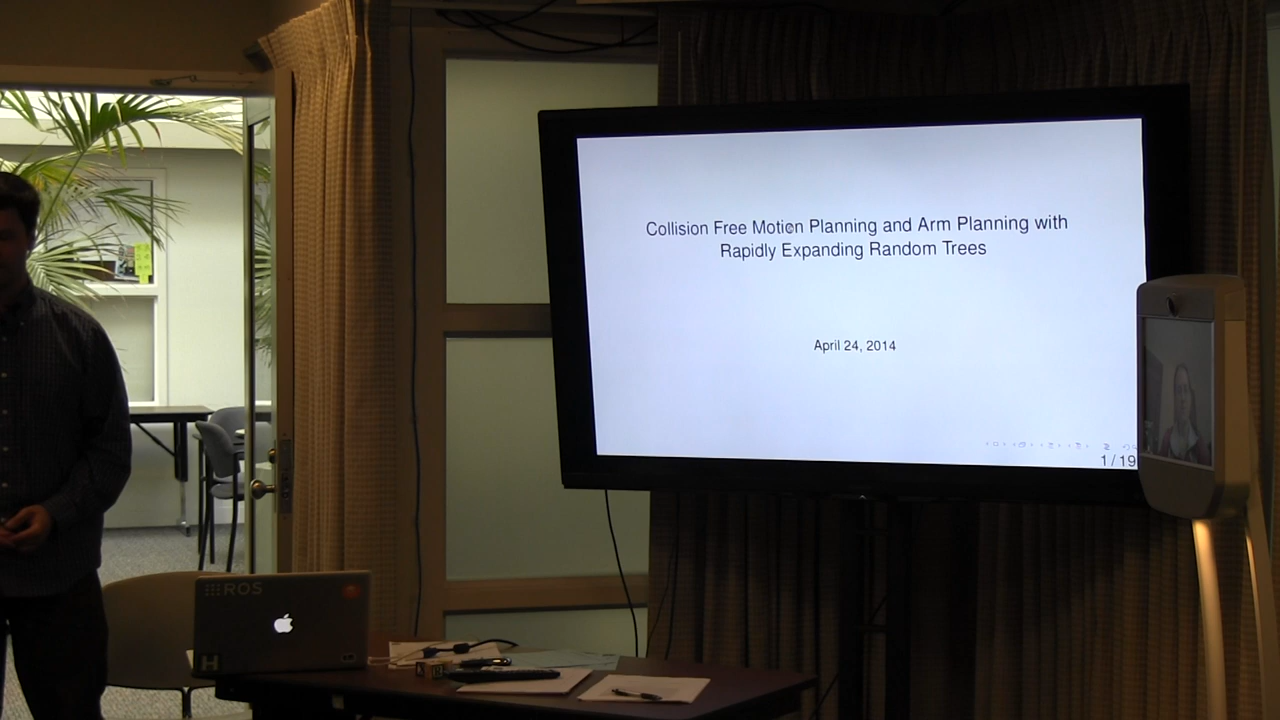 Collision Free Motion Planning and Arm Planning with
Rapidly Expanding Random Trees
April 24, 2014
1 / 19
ROS
H